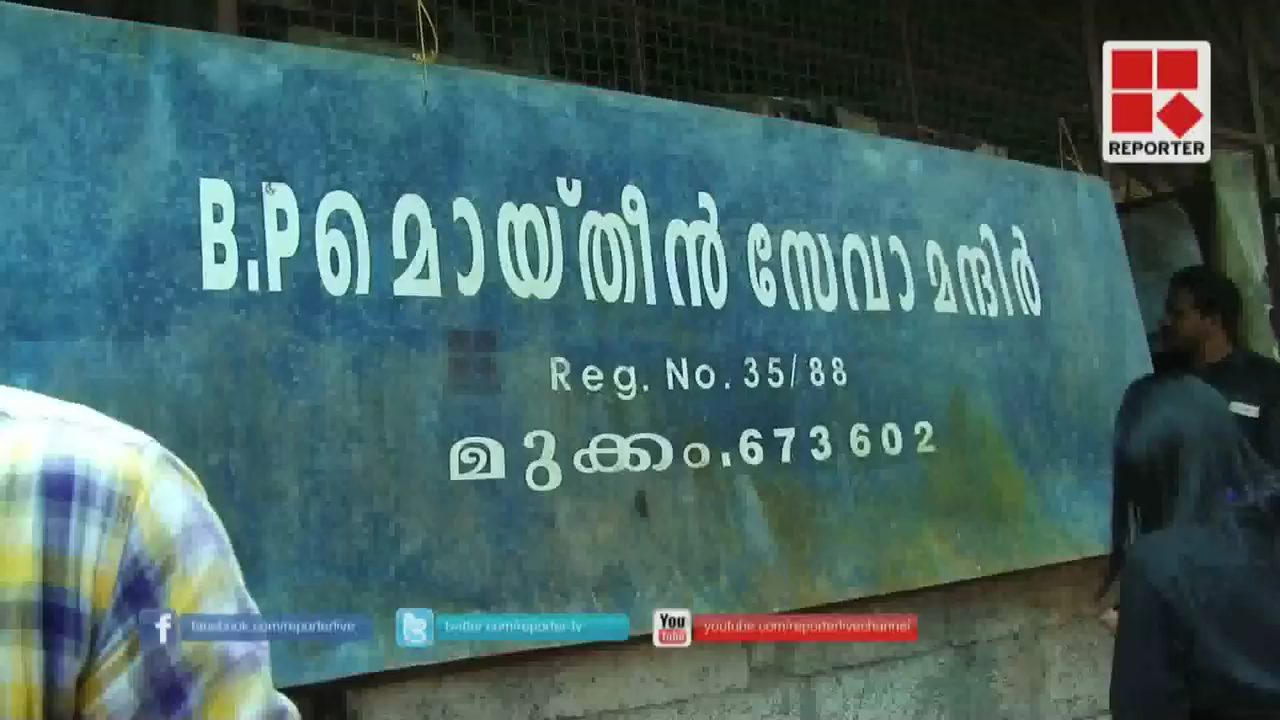 REPORTER
B.P മൊയ്തീൻ സേവാ മന്ദിർ
Reg. No. 35/88
മുക്കം.673602
facebook.com/reporterlive
twitter.com/reporter-tv
You Tube youtube.com/reporterlivechannel